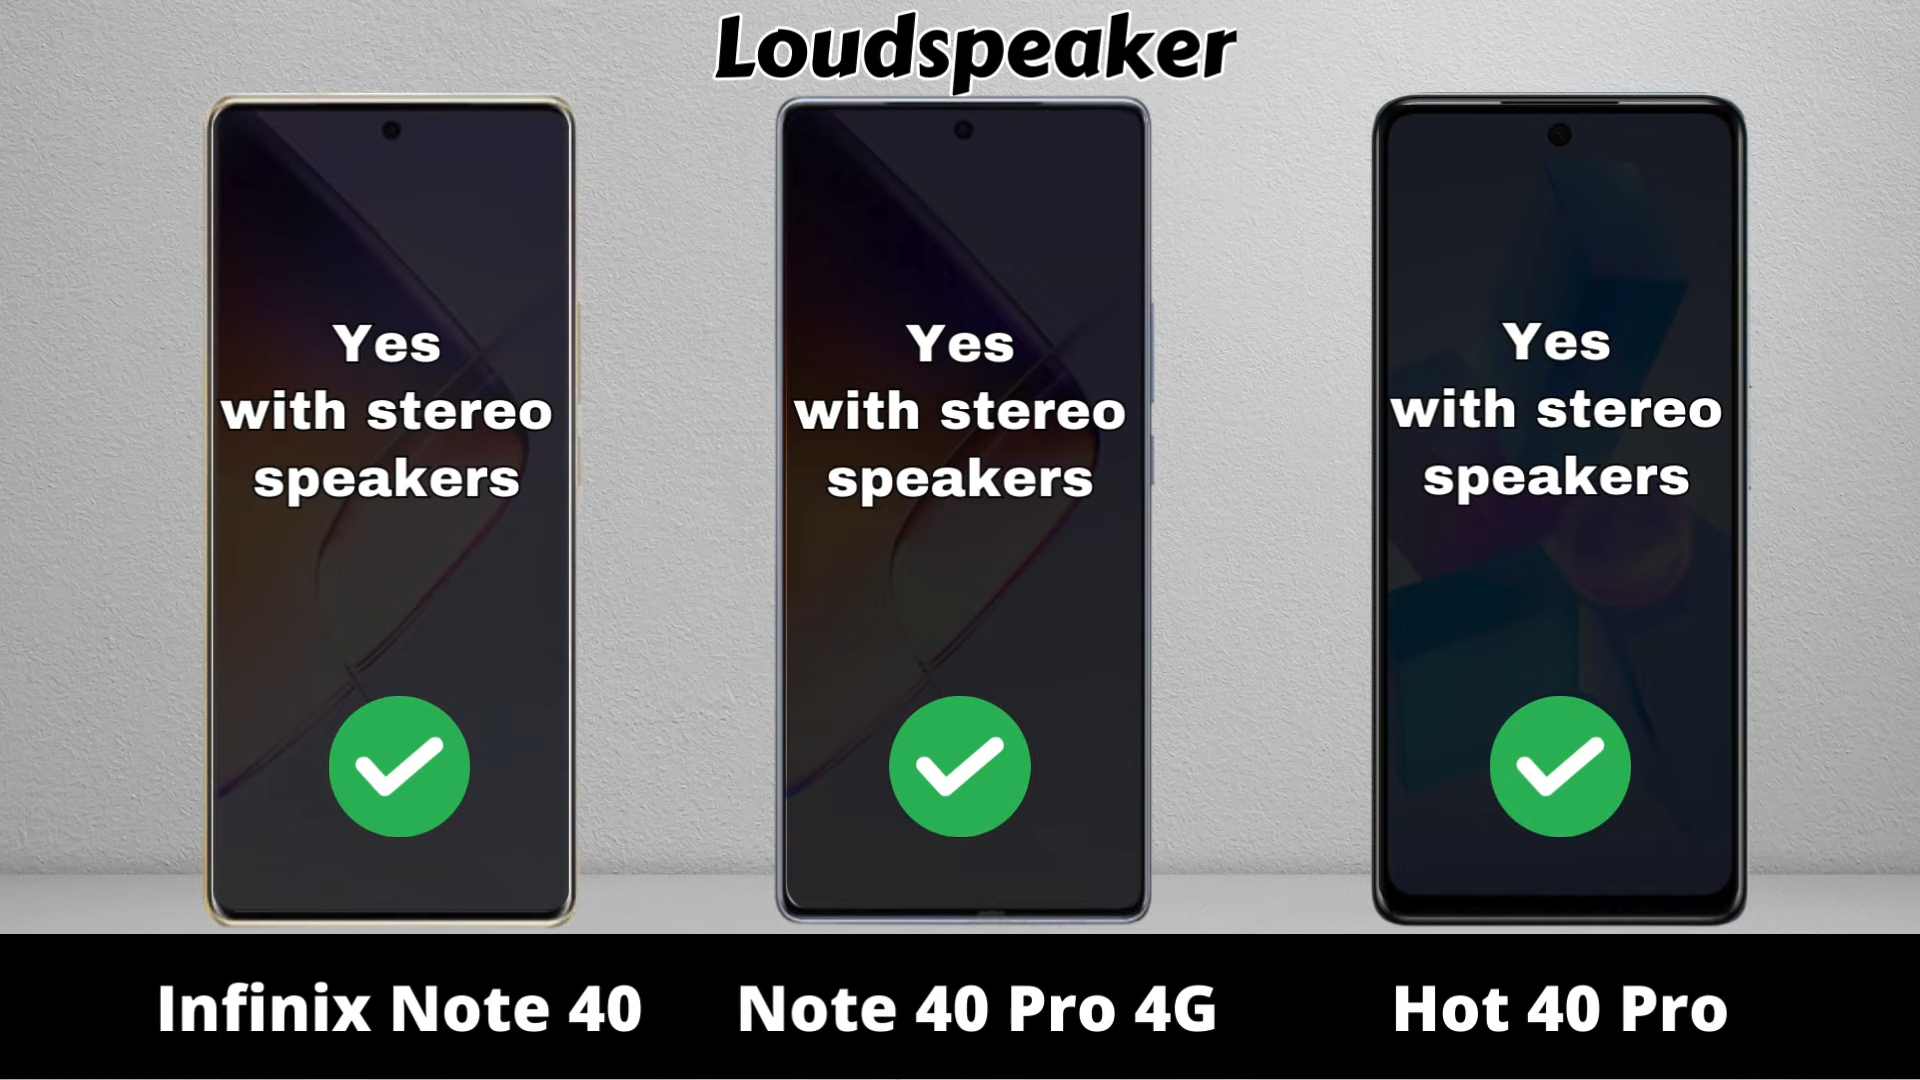 Loudspeaker
Yes
with stereo
speakers
Yes
with stereo
speakers
Yes
with stereo
speakers
Infinix Note 40
Note 40 Pro 4G
Hot 40 Pro